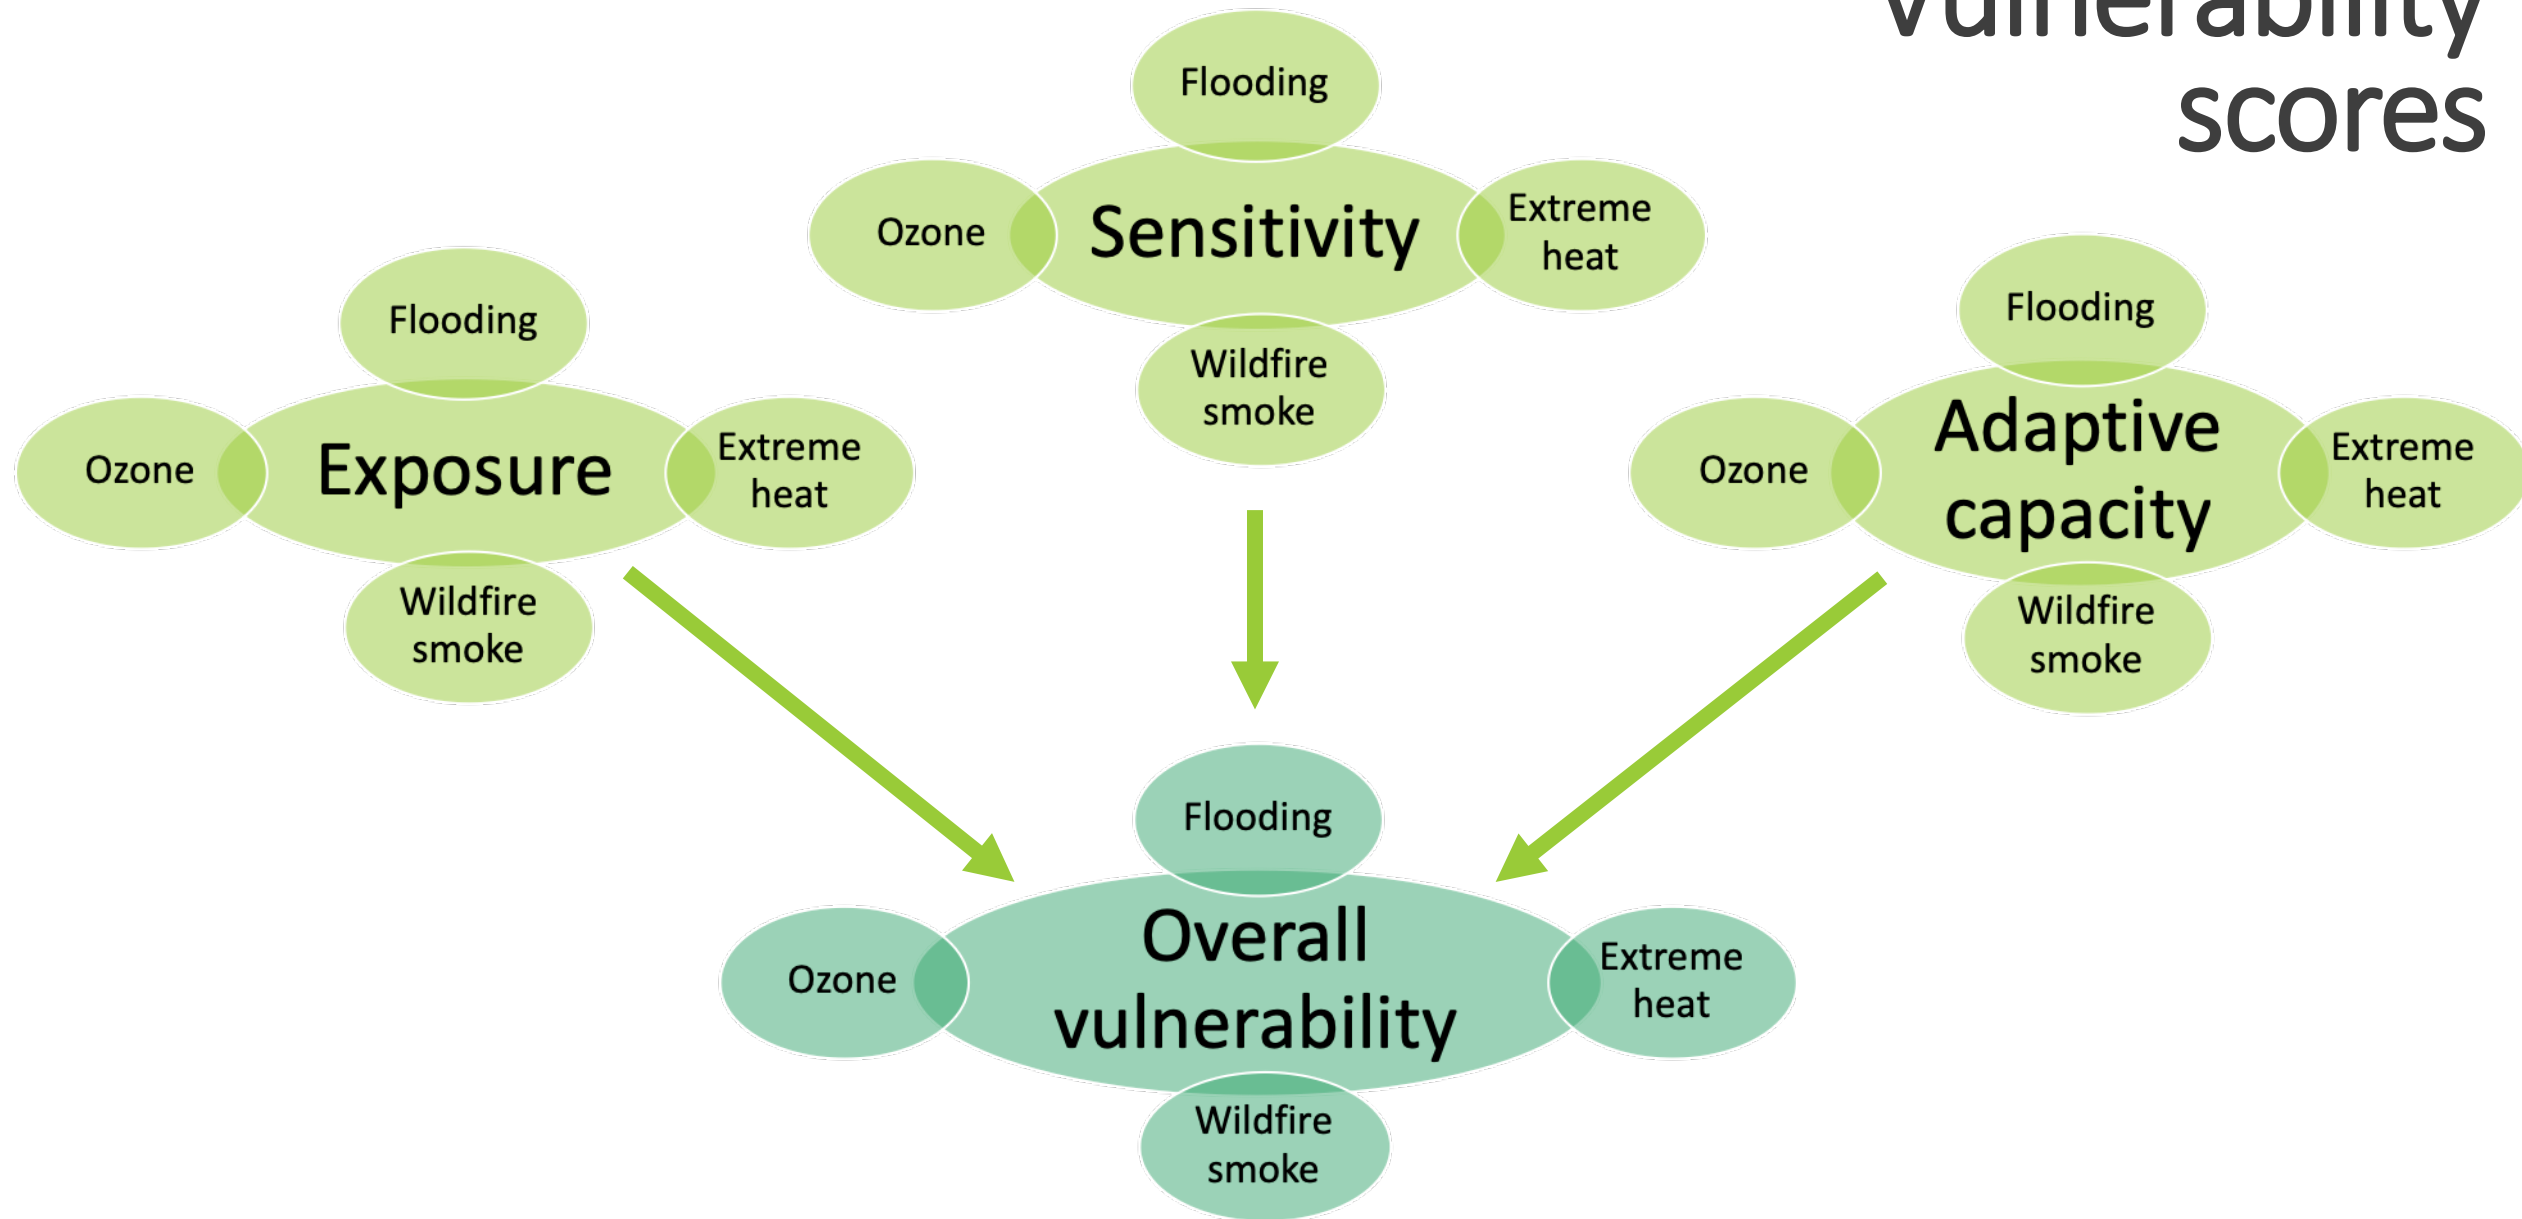 Vulnerability
scores
Flooding
Ozone
Sensitivity
Extreme
heat
Wildfire
smoke
Flooding
Ozone
Exposure
Extreme
heat
Wildfire
smoke
Flooding
Ozone
Adaptive
capacity
Extreme
heat
Wildfire
smoke
Flooding
Ozone
Overall
vulnerability
Extreme
heat
Wildfire
smoke